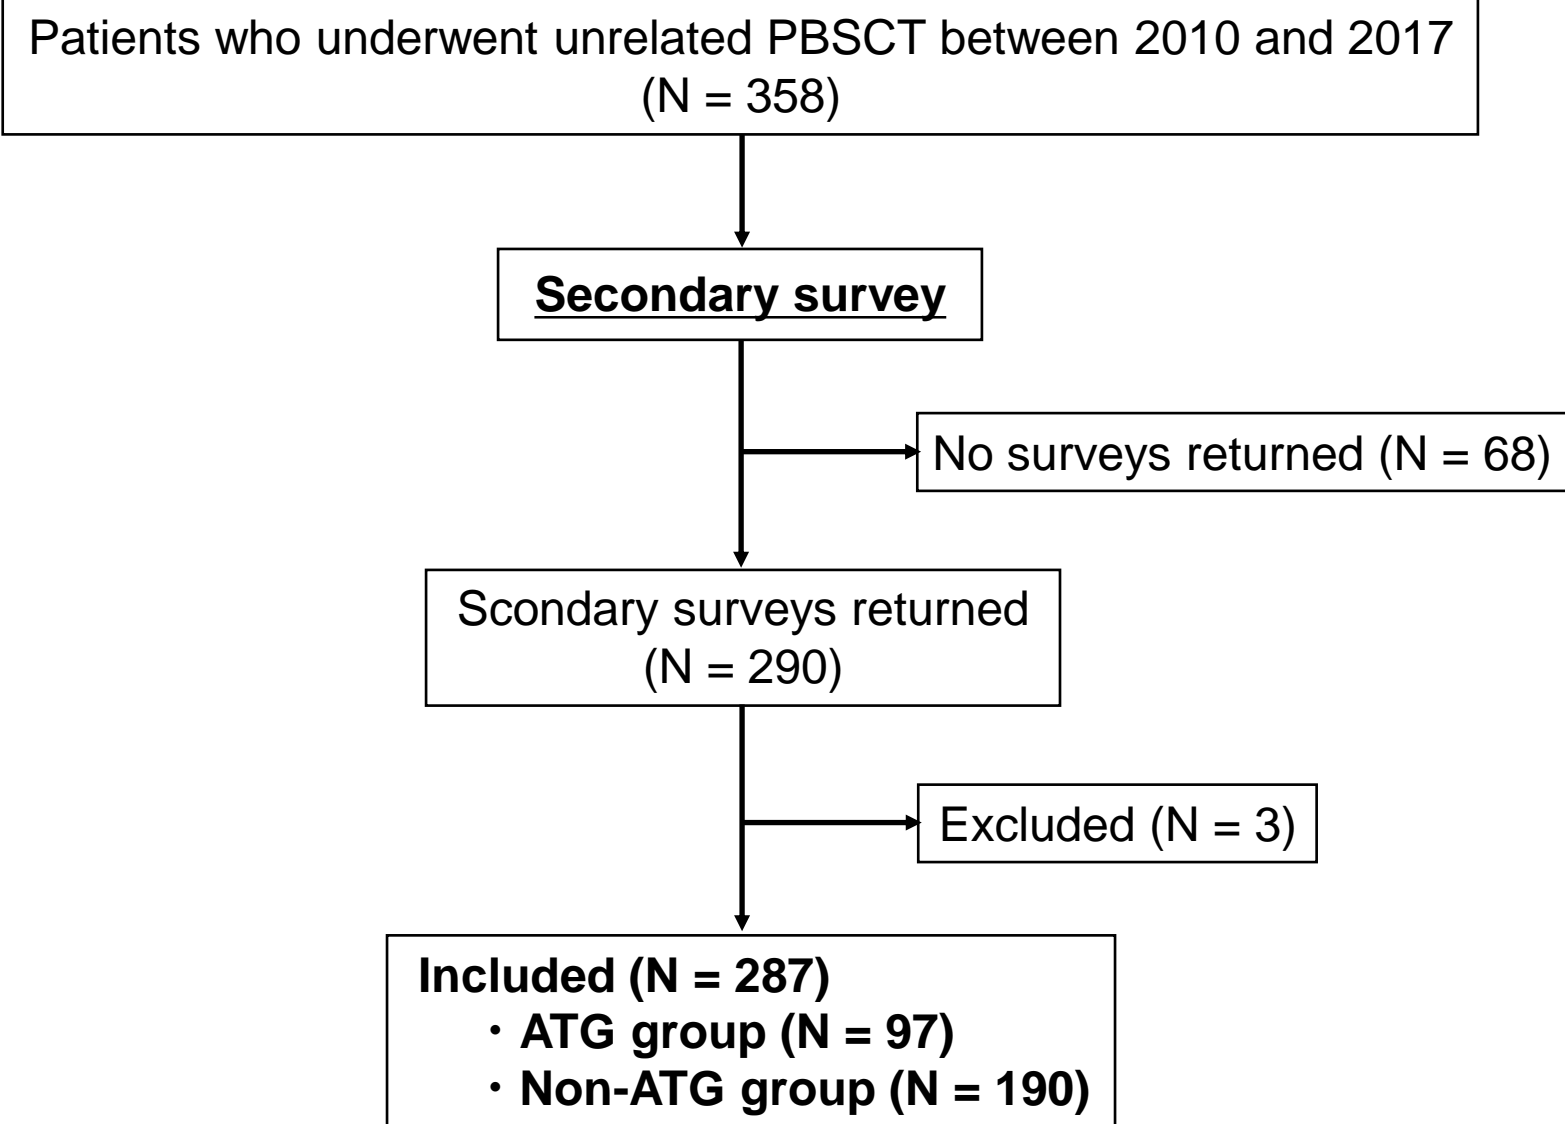 Patients who underwent unrelated PBSCT between 2010 and 2017
(N = 358)
Secondary survey
No surveys returned (N = 68)
Scondary surveys returned
(N = 290)
Excluded (N = 3)
Included (N = 287)
・ATG group (N = 97)
・Non-ATG group (N = 190)